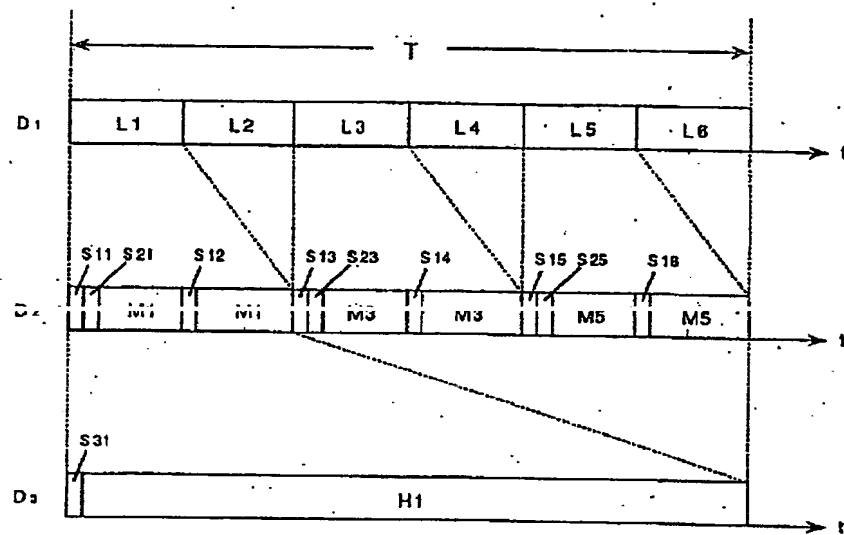 T
D1 L1 L2 L3 L4 L5 L6 t
S11 S21 S12 S13 S23 S14 S15 S25 S16
D2 M1 M1 M3 M3 M5 M5 t
S31
D3 H1 t